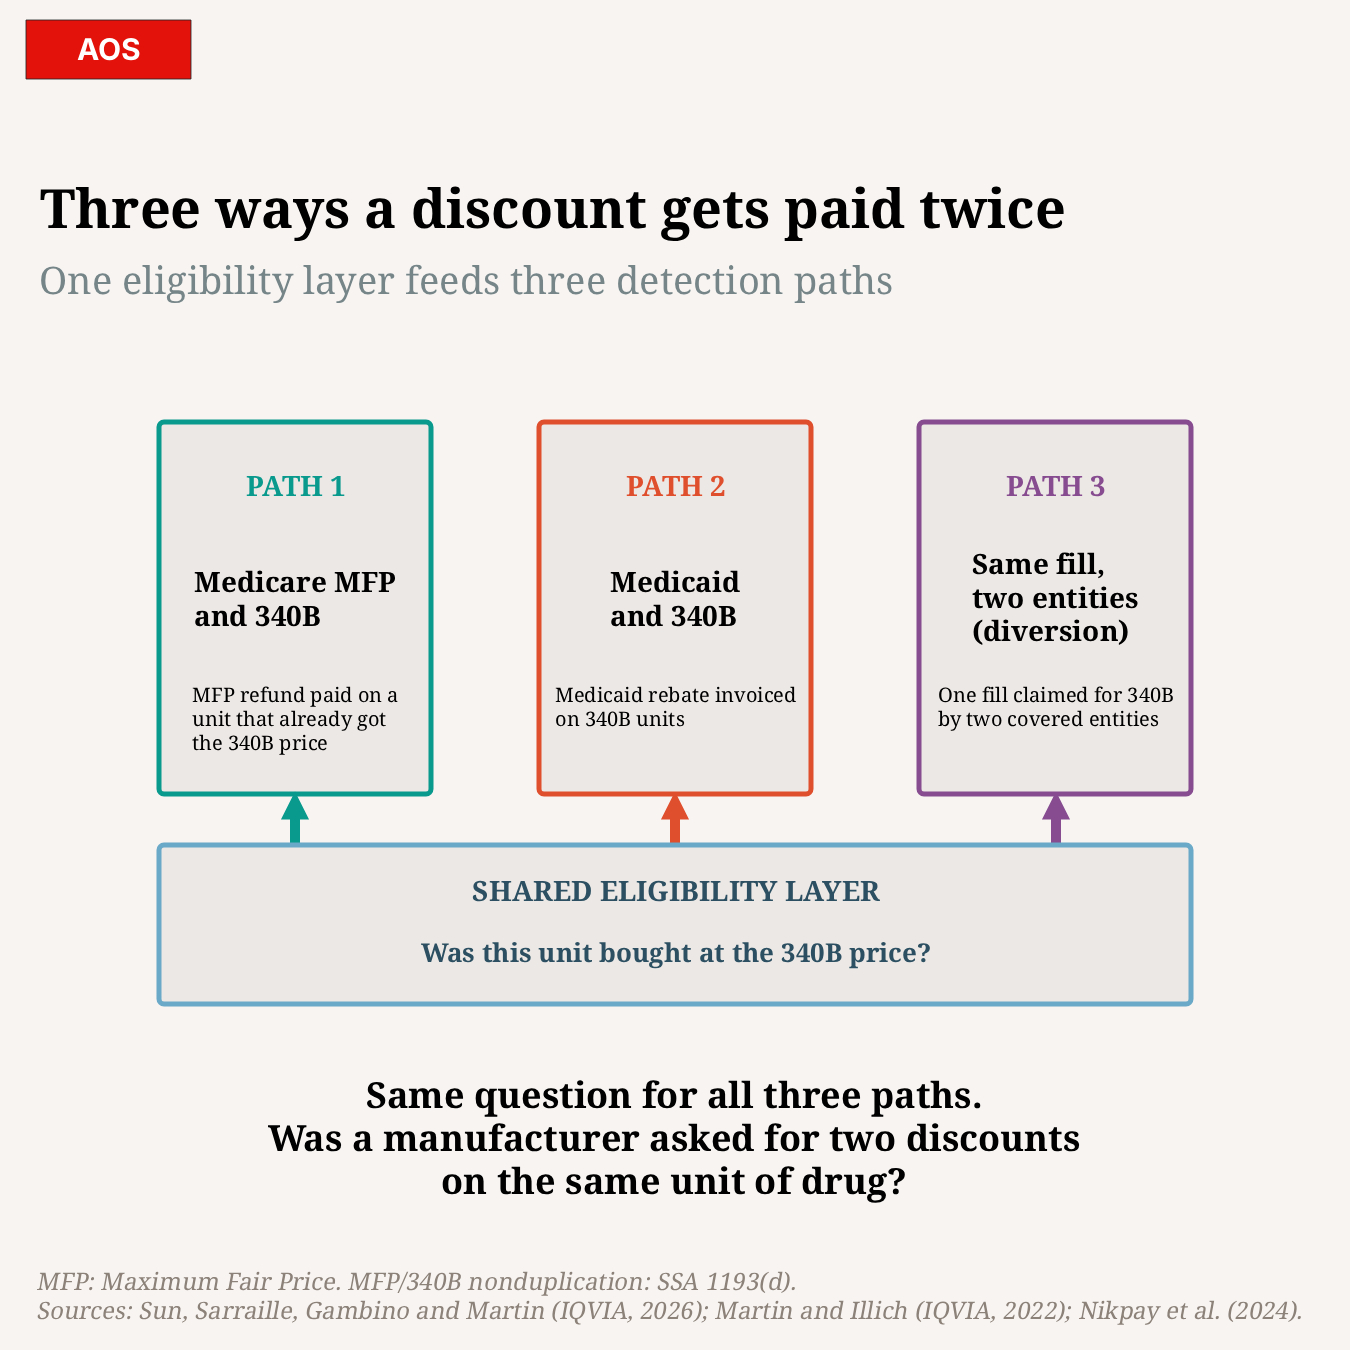 AOS
Three ways a discount gets paid twice
One eligibility layer feeds three detection paths
PATH 1
Medicare MFP
and 340B
MFP refund paid on a
unit that already got
the 340B price
PATH 2
Medicaid
and 340B
Medicaid rebate invoiced
on 340B units
PATH 3
Same fill,
two entities
(diversion)
One fill claimed for 340B
by two covered entities
SHARED ELIGIBILITY LAYER
Was this unit bought at the 340B price?
Same question for all three paths.
Was a manufacturer asked for two discounts
on the same unit of drug?
MFP: Maximum Fair Price. MFP/340B nonduplication: SSA 1193(d).
Sources: Sun, Sarraille, Gambino and Martin (IQVIA, 2026); Martin and Illich (IQVIA, 2022); Nikpay et al. (2024).